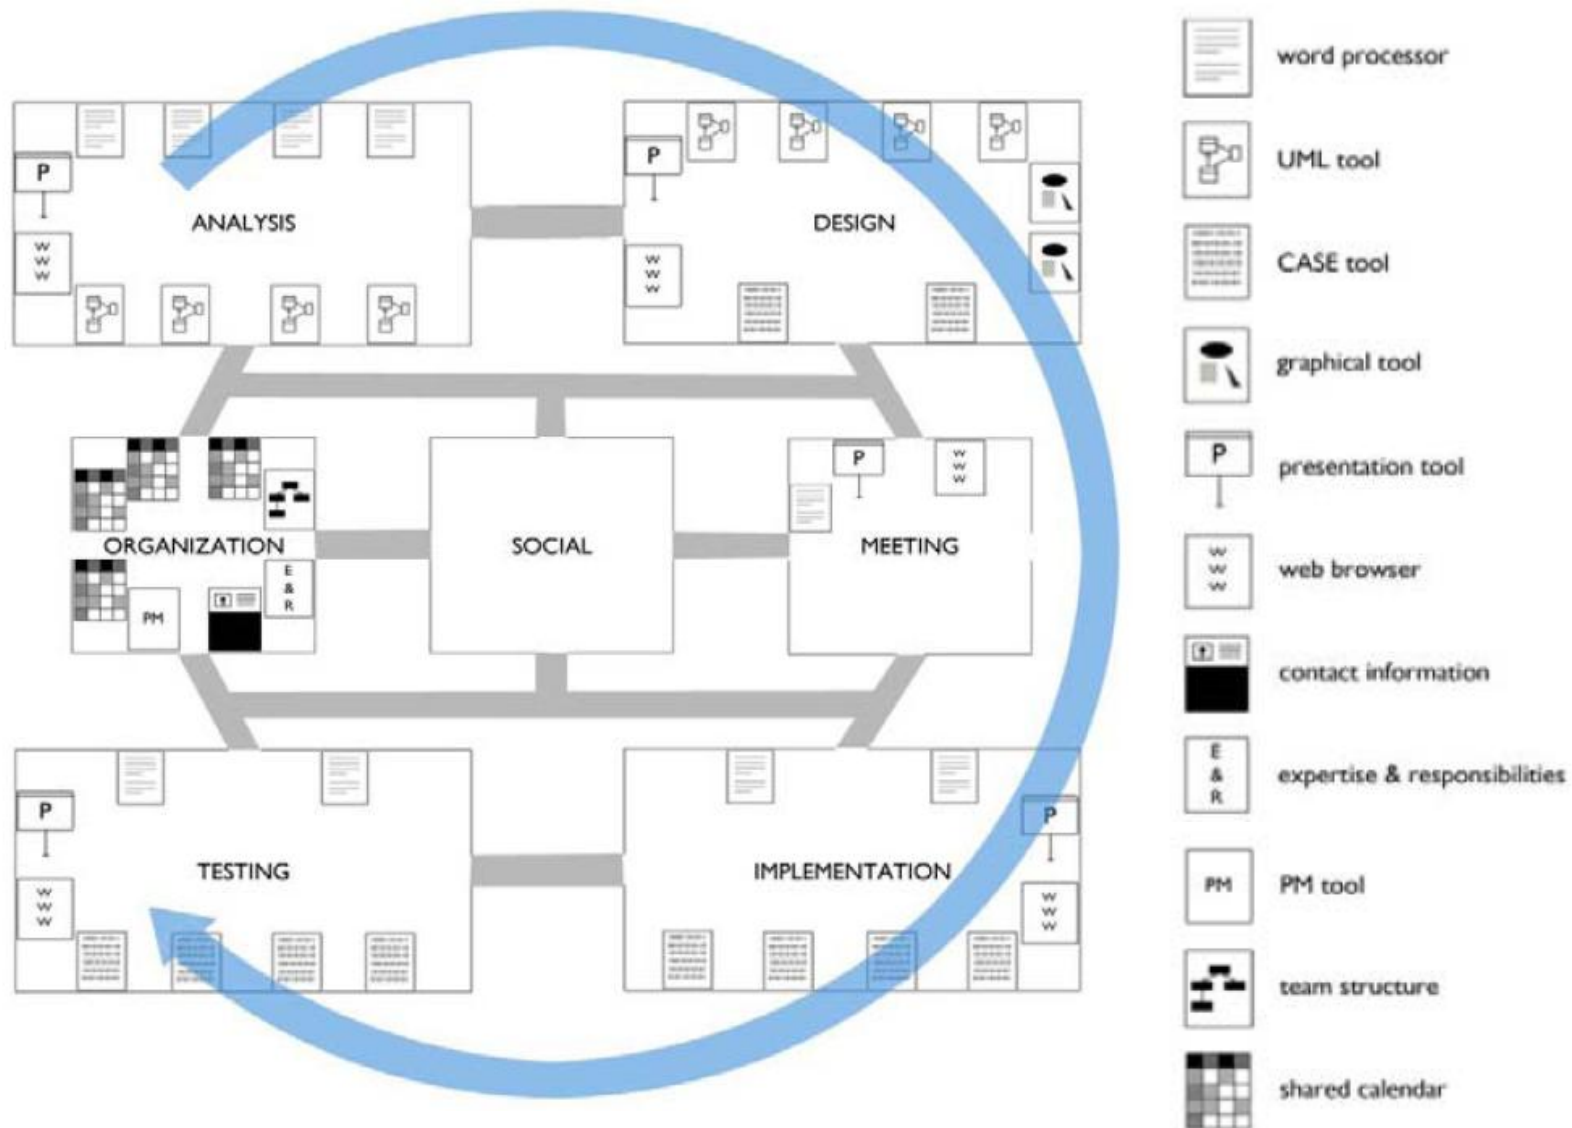 P
W
W
W
ANALYSIS
P
W
W
W
DESIGN
ORGANIZATION
PM
E
&
R
SOCIAL
P
W
W
W
MEETING
P
W
W
W
TESTING
P
W
W
W
IMPLEMENTATION
word processor
UML tool
CASE tool
graphical tool
P
presentation tool
W
W
W
web browser
contact information
E
&
R
expertise & responsibilities
PM
PM tool
team structure
shared calendar